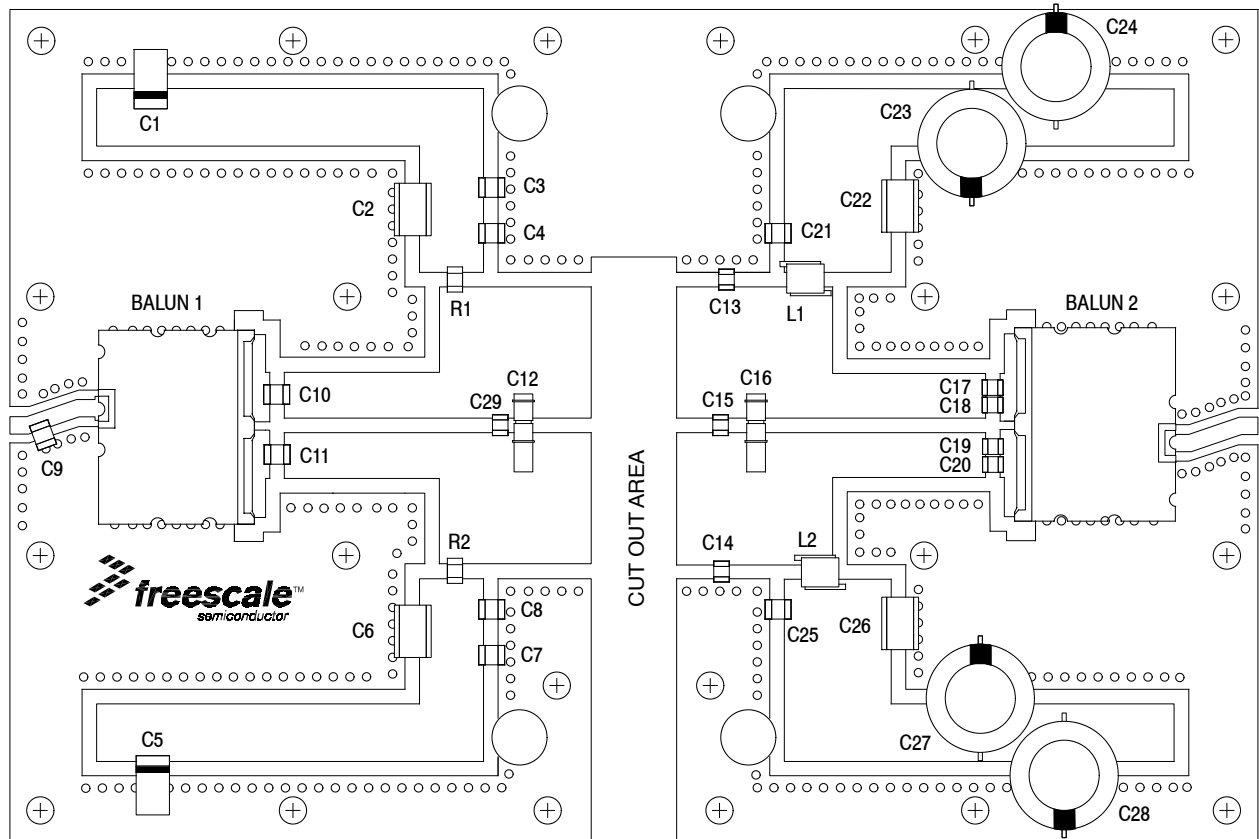 C24
C1
C23
C3
C2
C22
C4
C21
BALUN 1
R1
C13
L1
BALUN 2
C10
C12
C29
C16
C15
C17
C18
C9
C11
C19
C20
CUT OUT AREA
R2
C14
L2
freescale™
semiconductor
C6
C8
C25
C26
C7
C5
C27
C28